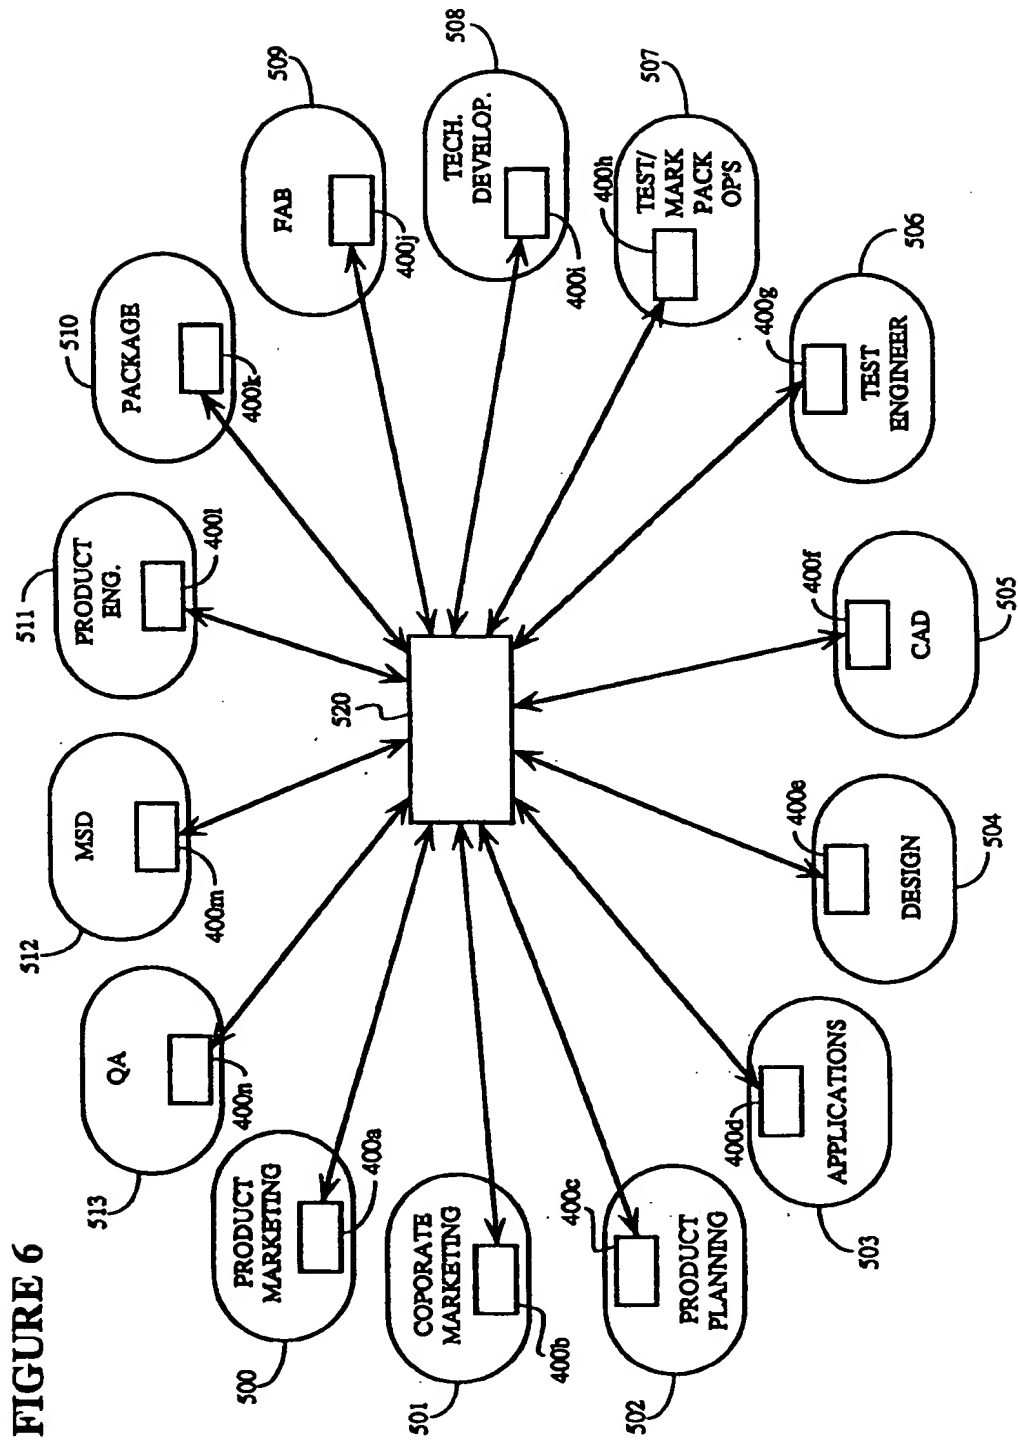 FIGURE 6
500
PRODUCT
MARKETING
400a
501
COPORATE
MARKETING
400b
502
PRODUCT
PLANNING
400c
503
APPLICATIONS
400d
504
DESIGN
400e
505
CAD
400f
506
TEST
ENGINEER
400g
507
TEST/
MARK
PACK
OP'S
400h
508
TECH.
DEVELOP.
400i
509
FAB
400j
510
PACKAGE
400k
511
PRODUCT
ENG.
400l
512
MSD
400m
513
QA
400n
520